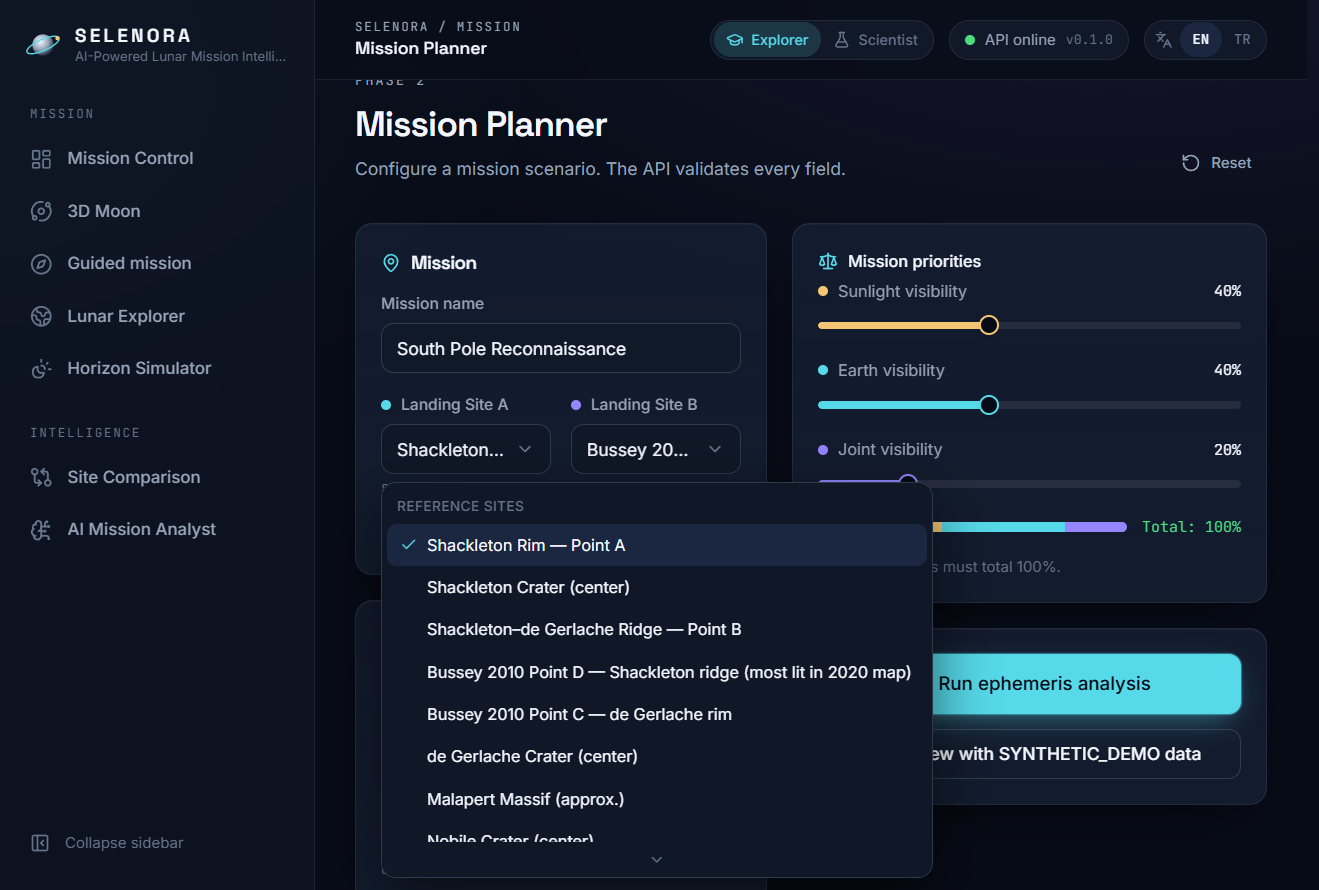 SELENORA
AI-Powered Lunar Mission Intelli...
MISSION
Mission Control
3D Moon
Guided mission
Lunar Explorer
Horizon Simulator
INTELLIGENCE
Site Comparison
AI Mission Analyst
Collapse sidebar
SELENORA / MISSION
Mission Planner
Explorer
Scientist
API online v0.1.0
EN
TR
PHASE 2
Mission Planner
Configure a mission scenario. The API validates every field.
Reset
Mission
Mission name
South Pole Reconnaissance
Landing Site A
Landing Site B
Shackleton...
Bussey 20...
REFERENCE SITES
Shackleton Rim — Point A
Shackleton Crater (center)
Shackleton–de Gerlache Ridge — Point B
Bussey 2010 Point D — Shackleton ridge (most lit in 2020 map)
Bussey 2010 Point C — de Gerlache rim
de Gerlache Crater (center)
Malapert Massif (approx.)
Nobile Crater (center)
Mission priorities
Sunlight visibility 40%
Earth visibility 40%
Joint visibility 20%
Total: 100%
must total 100%.
Run ephemeris analysis
with SYNTHETIC_DEMO data